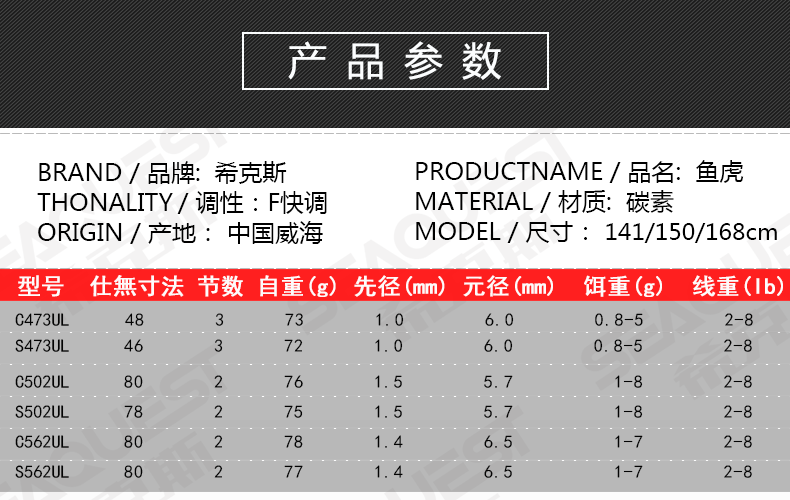 产品参数
BRAND / 品牌: 希克斯
PRODUCTNAME / 品名: 鱼虎
THONALITY / 调性：F快调
MATERIAL / 材质: 碳素
ORIGIN / 产地： 中国威海
MODEL / 尺寸： 141/150/168cm
型号 仕無寸法 节数 自重(g) 先径(mm) 元径(mm) 饵重(g) 线重(lb)
C473UL 48 3 73 1.0 6.0 0.8-5 2-8
S473UL 46 3 72 1.0 6.0 0.8-5 2-8
C502UL 80 2 76 1.5 5.7 1-8 2-8
S502UL 78 2 75 1.5 5.7 1-8 2-8
C562UL 80 2 78 1.4 6.5 1-7 2-8
S562UL 80 2 77 1.4 6.5 1-7 2-8
SEAQUEST
希克斯